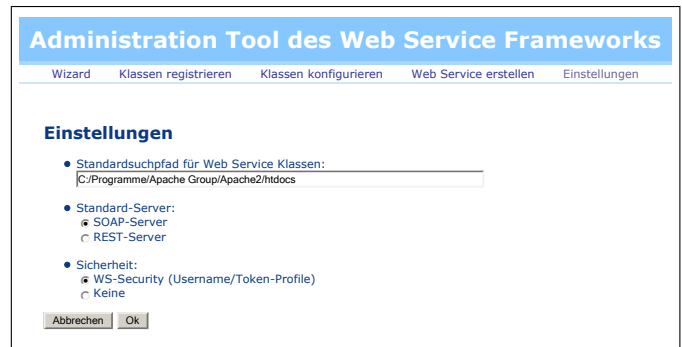 Administration Tool des Web Service Frameworks
Wizard Klassen registrieren Klassen konfigurieren Web Service erstellen Einstellungen
Einstellungen
Standardsuchpfad für Web Service Klassen:
C:/Programme/Apache Group/Apache2/htdocs
Standard-Server:
SOAP-Server
REST-Server
Sicherheit:
WS-Security (Username/Token-Profile)
Keine
Abbrechen Ok